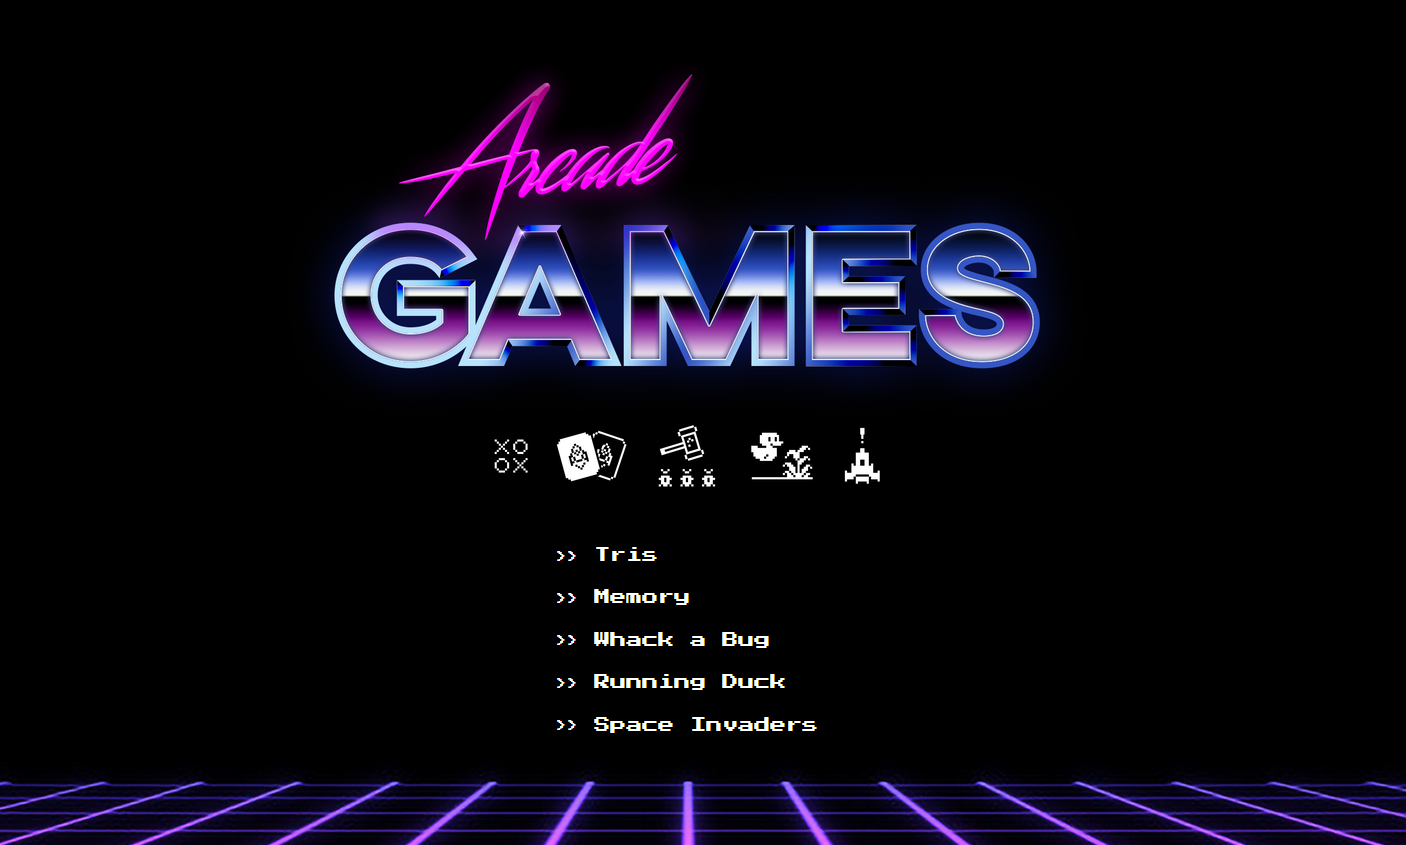 Arcade
GAMES
XO
OX
>> Tris
>> Memory
>> Whack a Bug
>> Running Duck
>> Space Invaders